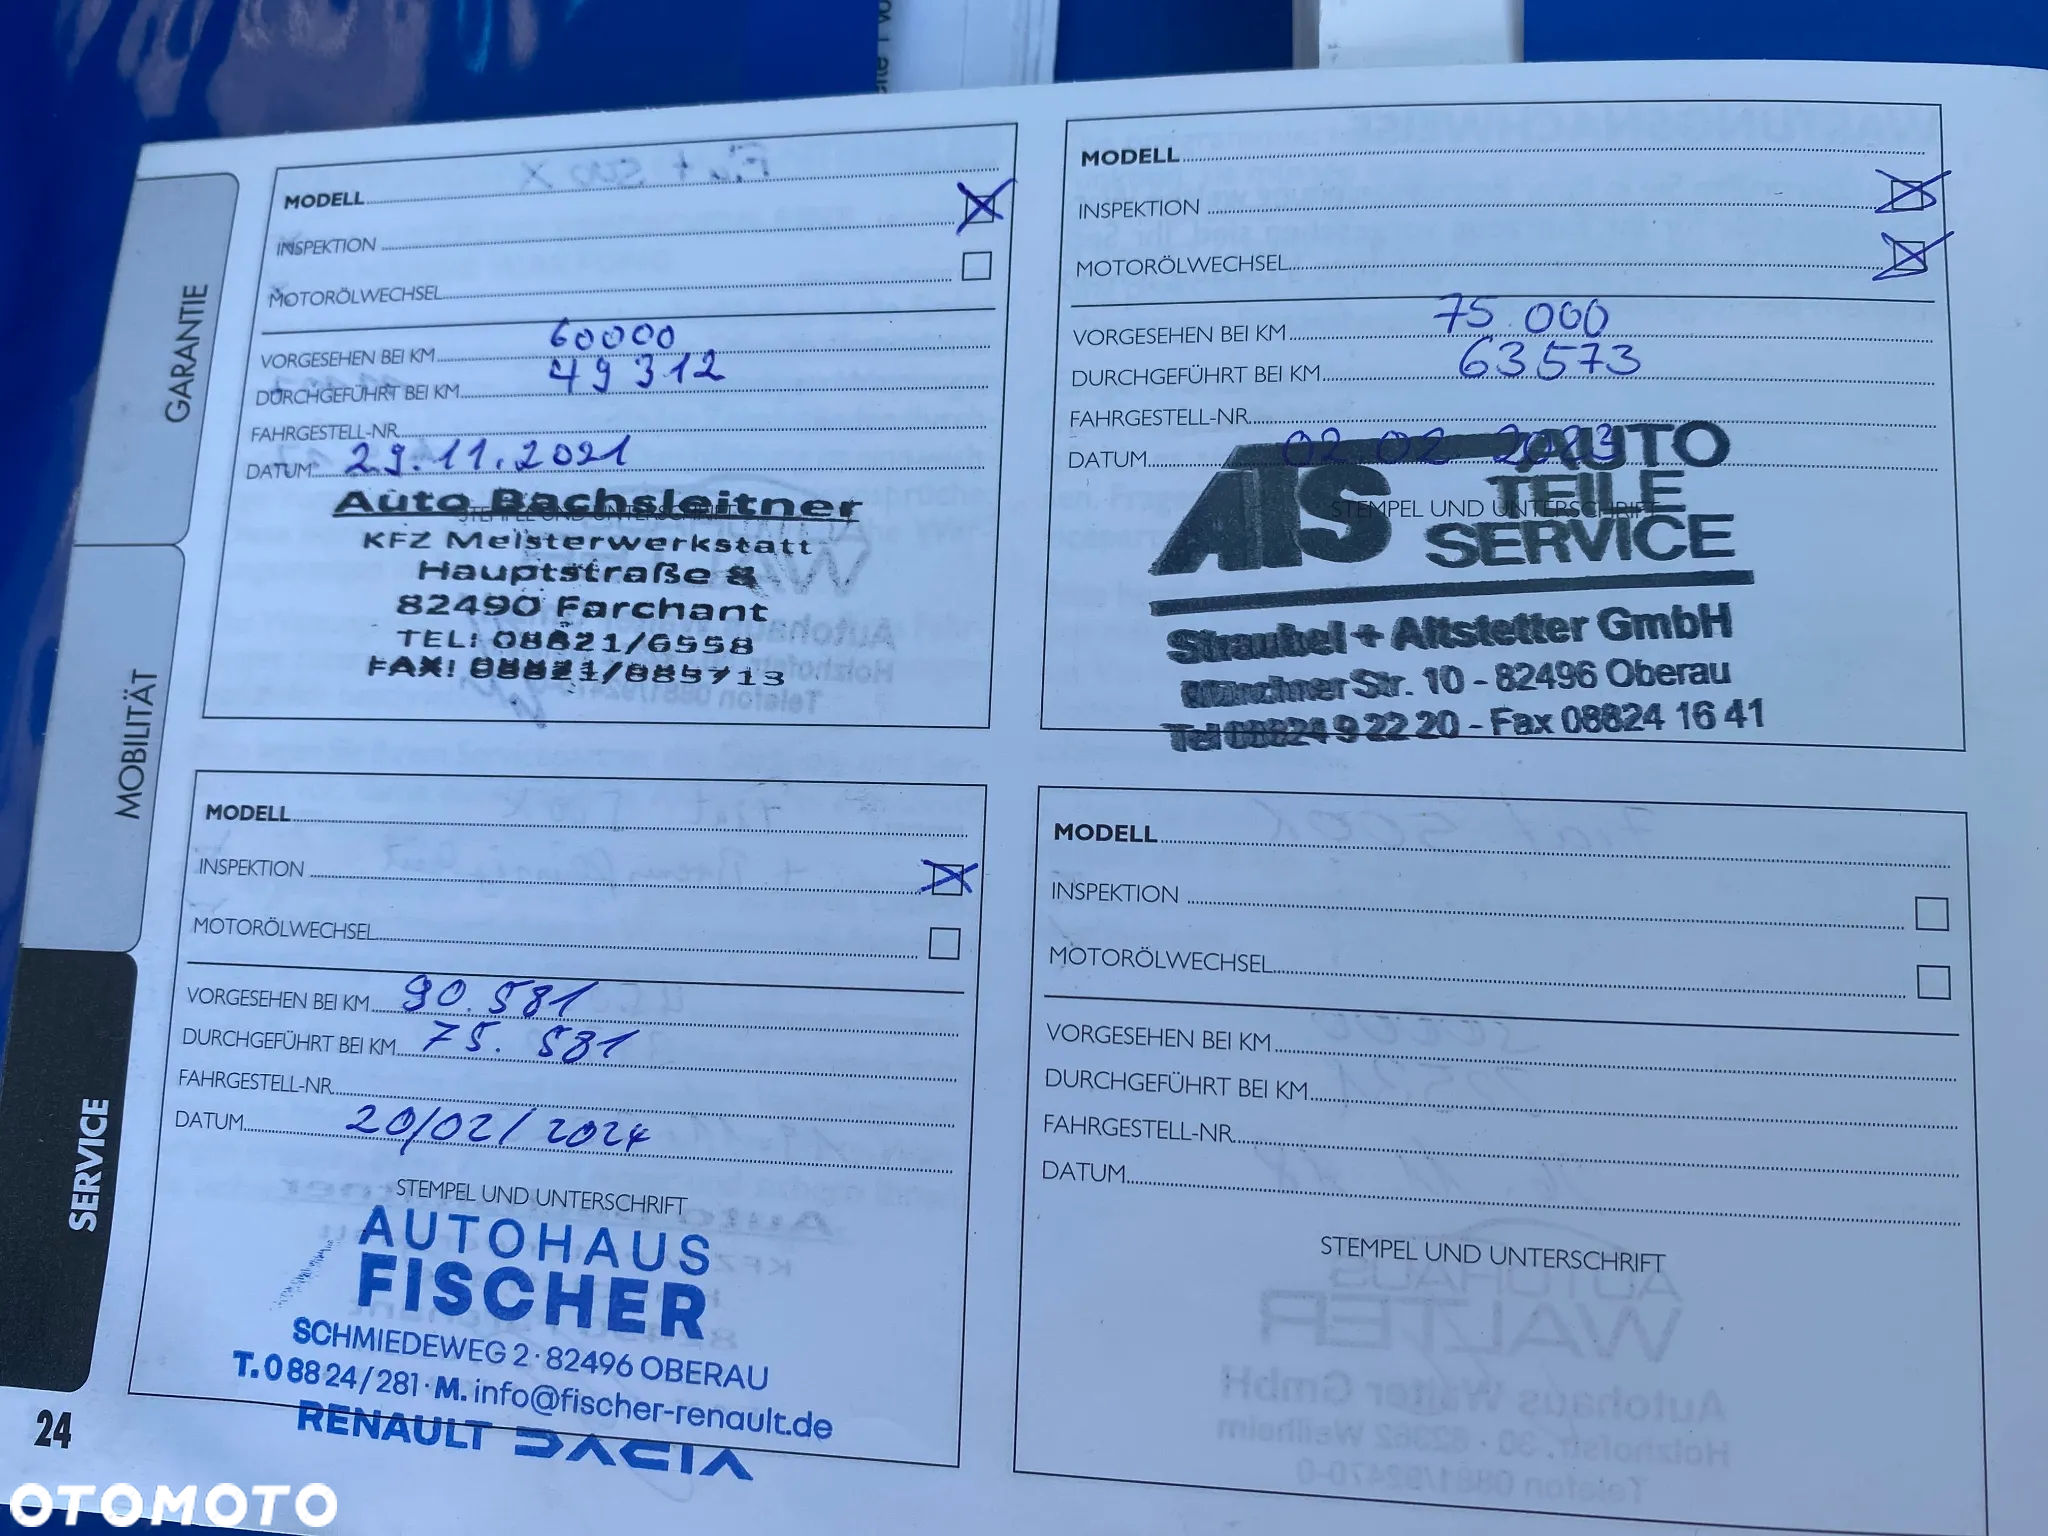 GARANTIE
MOBILITÄT
SERVICE
24
MODELL
INSPEKTION
MOTORÖLWECHSEL
VORGESEHEN BEI KM 60000
DURCHGEFÜHRT BEI KM 49312
FAHRGESTELL-NR.
DATUM 29.11.2021
STEMPEL UND UNTERSCHRIFT
Auto Bachsleitner
KFZ Meisterwerkstatt
Hauptstraße
82490 Farchant
TEL: 08821/6558
FAX: 08821/685713
MODELL
INSPEKTION
MOTORÖLWECHSEL
VORGESEHEN BEI KM 75.000
DURCHGEFÜHRT BEI KM 63573
FAHRGESTELL-NR.
DATUM 02 02 2023
STEMPEL UND UNTERSCHRIFT
ATS AUTO
TEILE
SERVICE
Straubel + Altstetter GmbH
Münchner Str. 10 - 82496 Oberau
Tel 08824 9 22 20 - Fax 08824 16 41
MODELL
INSPEKTION
MOTORÖLWECHSEL
VORGESEHEN BEI KM 90.581
DURCHGEFÜHRT BEI KM 75.581
FAHRGESTELL-NR.
DATUM 20/02/2024
STEMPEL UND UNTERSCHRIFT
AUTOHAUS
FISCHER
SCHMIEDEWEG 2 · 82496 OBERAU
T. 08824/281 · M. info@fischer-renault.de
RENAULT DACIA
MODELL
INSPEKTION
MOTORÖLWECHSEL
VORGESEHEN BEI KM
DURCHGEFÜHRT BEI KM
FAHRGESTELL-NR.
DATUM
STEMPEL UND UNTERSCHRIFT
OTOMOTO